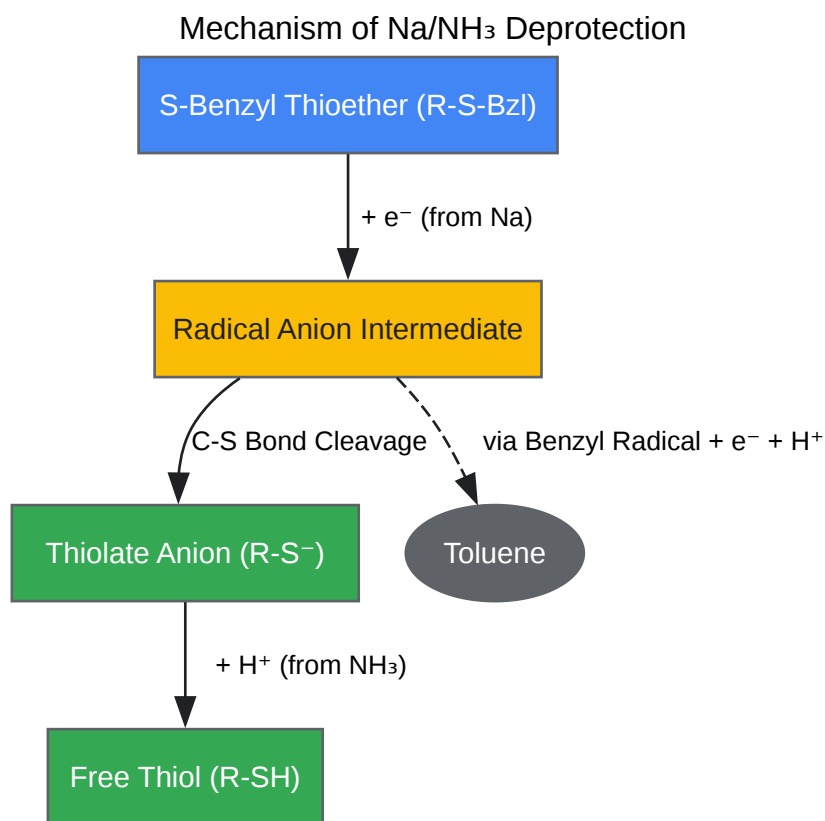 Mechanism of Na/NH₃ Deprotection
S-Benzyl Thioether (R-S-Bzl)
+ e⁻ (from Na)
Radical Anion Intermediate
C-S Bond Cleavage
via Benzyl Radical + e⁻ + H⁺
Thiolate Anion (R-S⁻)
Toluene
+ H⁺ (from NH₃)
Free Thiol (R-SH)